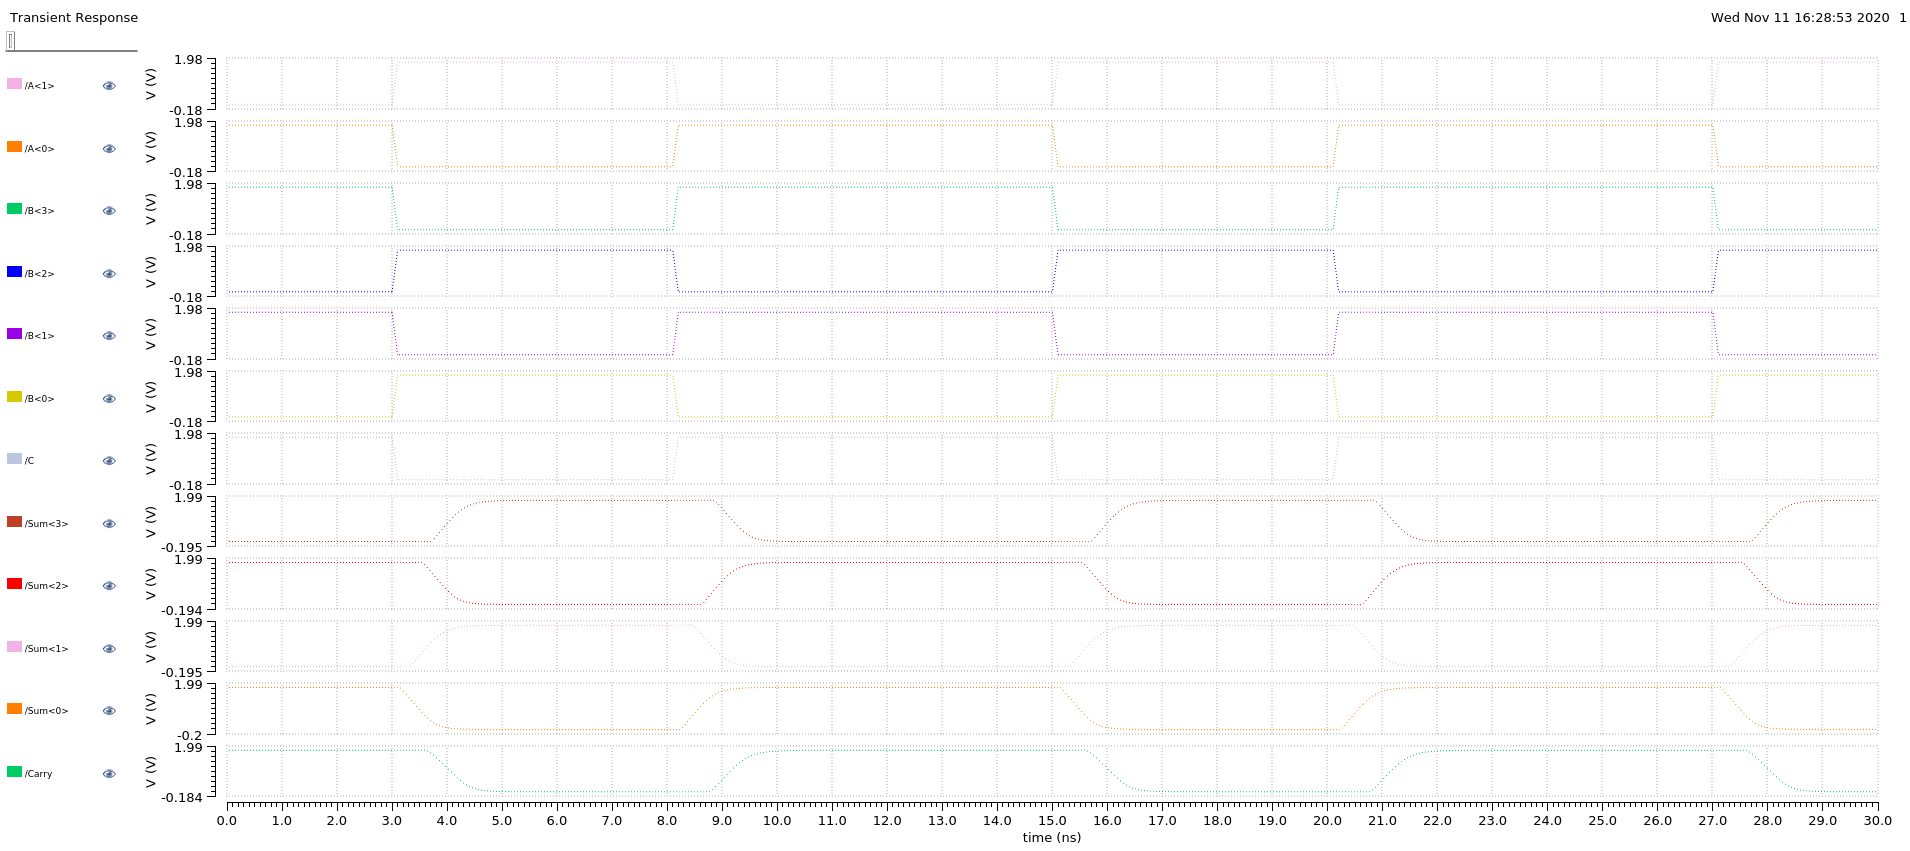 Transient Response
Wed Nov 11 16:28:53 2020 1
/A<1>
V (V)
1.98
-0.18
/A<0>
V (V)
1.98
-0.18
/B<3>
V (V)
1.98
-0.18
/B<2>
V (V)
1.98
-0.18
/B<1>
V (V)
1.98
-0.18
/B<0>
V (V)
1.98
-0.18
/C
V (V)
1.98
-0.18
/Sum<3>
V (V)
1.99
-0.195
/Sum<2>
V (V)
1.99
-0.194
/Sum<1>
V (V)
1.99
-0.195
/Sum<0>
V (V)
1.99
-0.2
/Carry
V (V)
1.99
-0.184
0.0 1.0 2.0 3.0 4.0 5.0 6.0 7.0 8.0 9.0 10.0 11.0 12.0 13.0 14.0 15.0 16.0 17.0 18.0 19.0 20.0 21.0 22.0 23.0 24.0 25.0 26.0 27.0 28.0 29.0 30.0
time (ns)